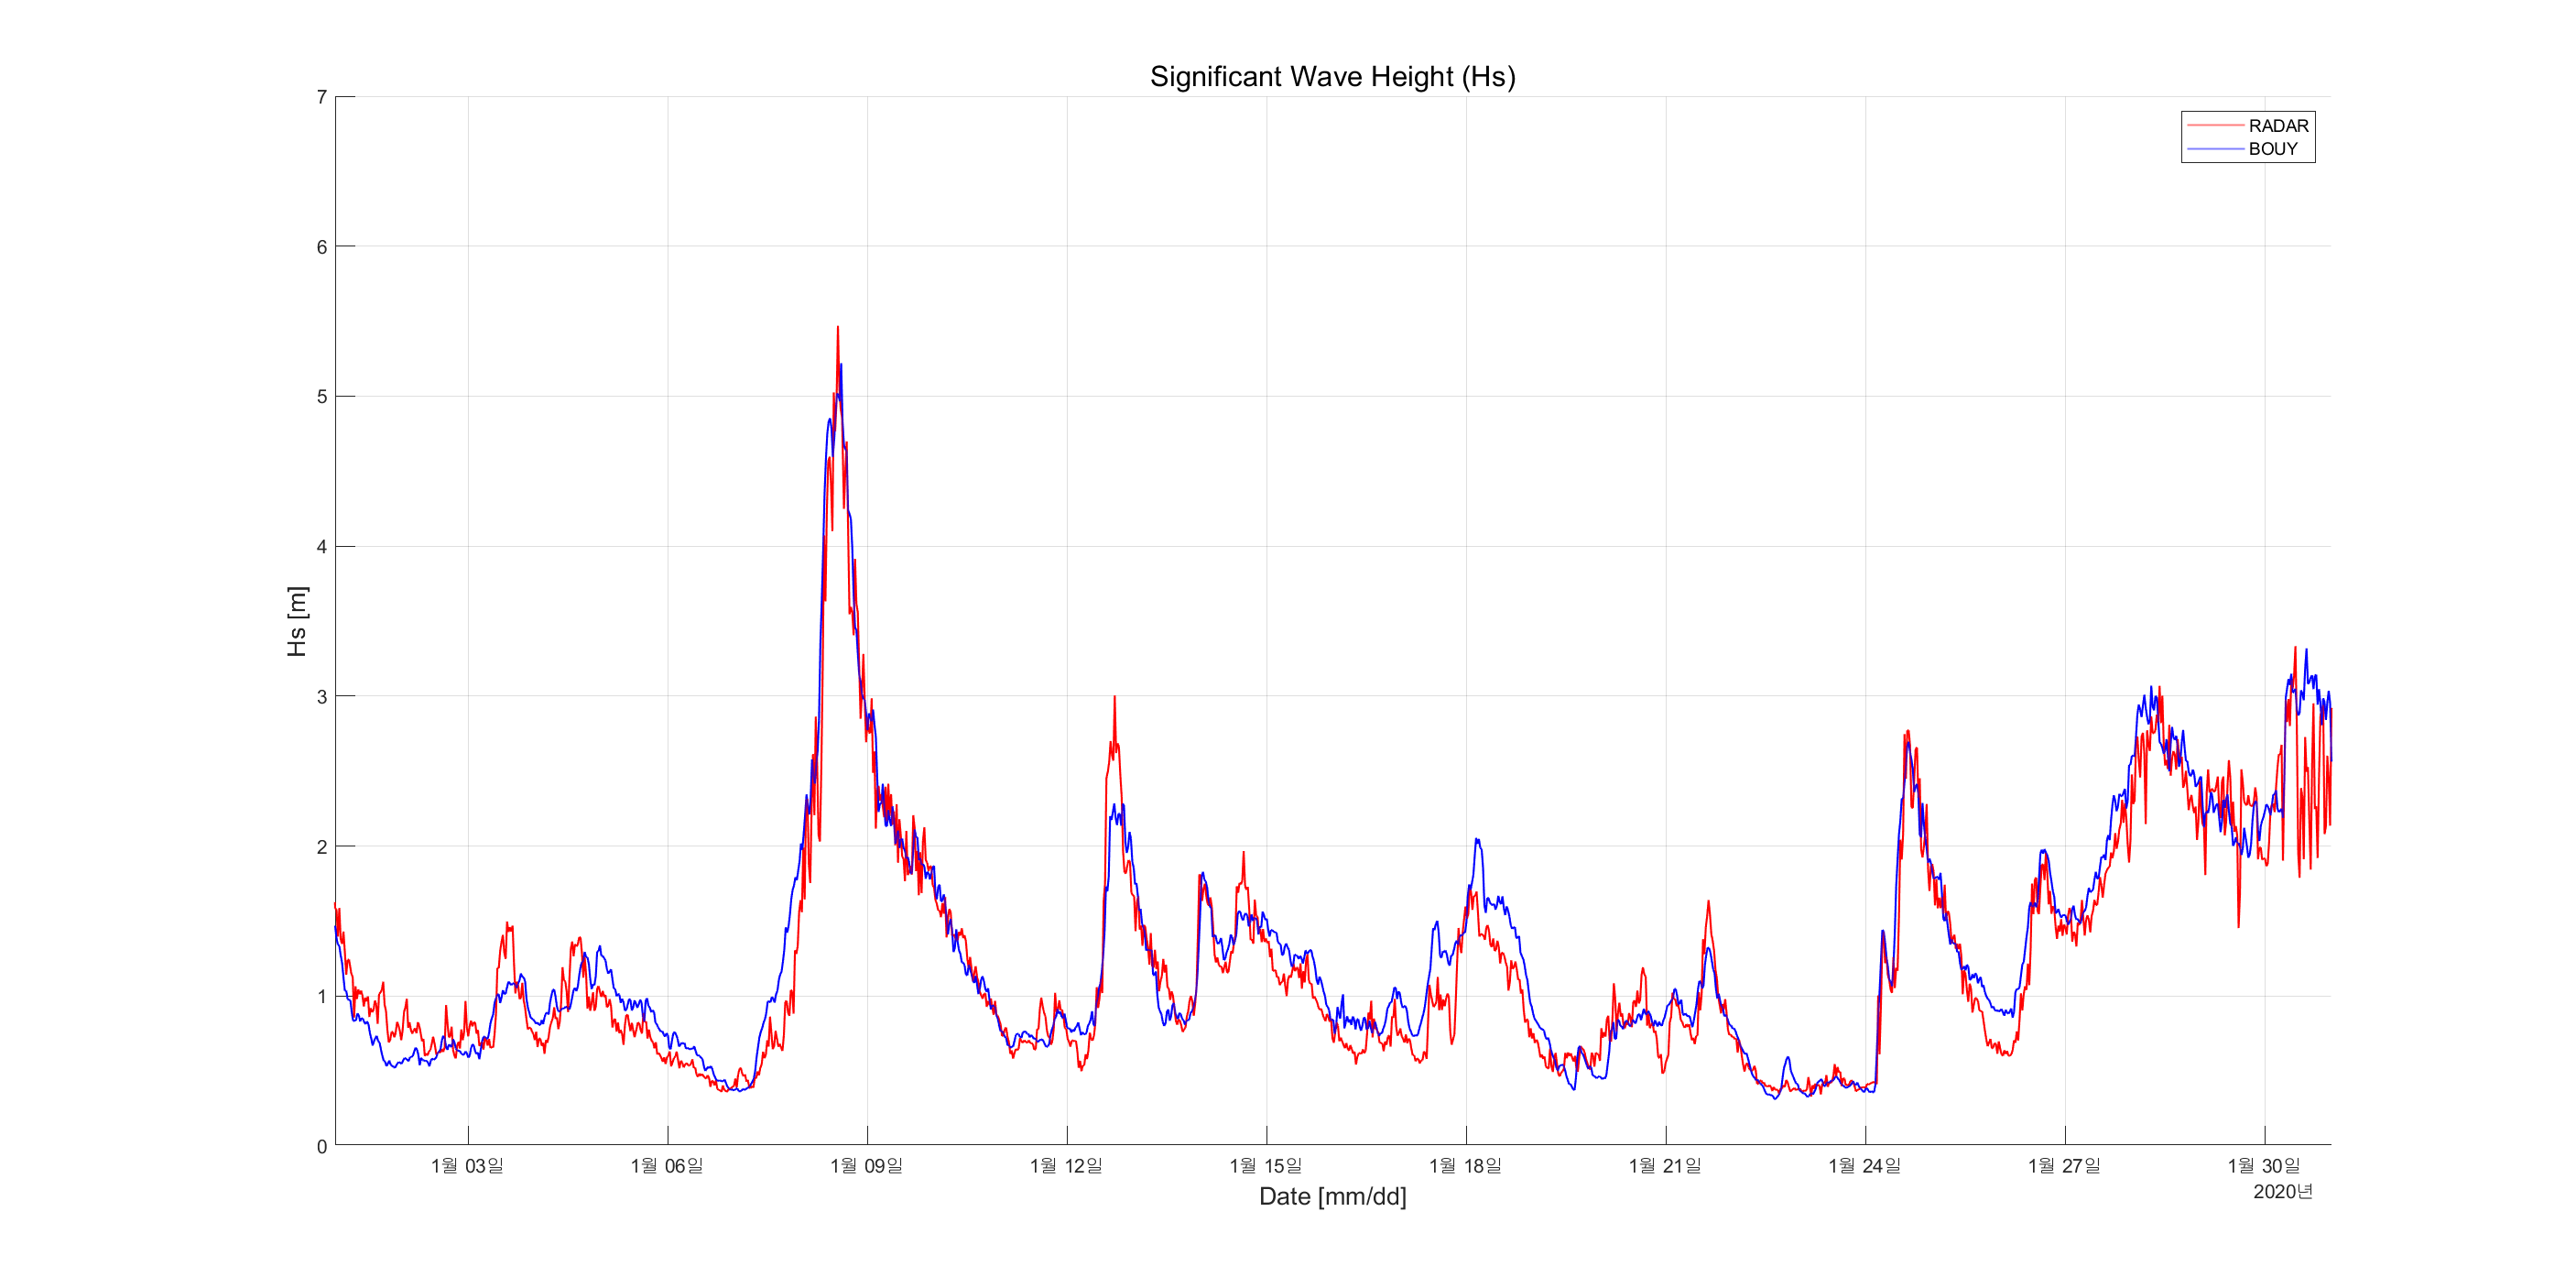 Significant Wave Height (Hs)
RADAR
BOUY
7
6
5
4
3
2
1
0
Hs [m]
1월 03일
1월 06일
1월 09일
1월 12일
1월 15일
1월 18일
1월 21일
1월 24일
1월 27일
1월 30일
2020년
Date [mm/dd]